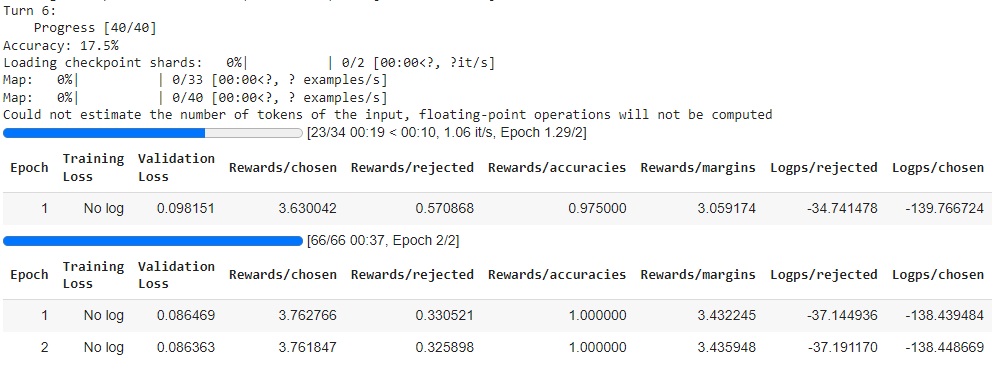 Turn 6:
Progress [40/40]
Accuracy: 17.5%
Loading checkpoint shards:   0%|          | 0/2 [00:00<?, ?it/s]
Map:   0%|          | 0/33 [00:00<?, ? examples/s]
Map:   0%|          | 0/40 [00:00<?, ? examples/s]
Could not estimate the number of tokens of the input, floating-point operations will not be computed
[23/34 00:19 < 00:10, 1.06 it/s, Epoch 1.29/2]
Epoch Training Loss Validation Loss Rewards/chosen Rewards/rejected Rewards/accuracies Rewards/margins Logps/rejected Logps/chosen
1 No log 0.098151 3.630042 0.570868 0.975000 3.059174 -34.741478 -139.766724
[66/66 00:37, Epoch 2/2]
Epoch Training Loss Validation Loss Rewards/chosen Rewards/rejected Rewards/accuracies Rewards/margins Logps/rejected Logps/chosen
1 No log 0.086469 3.762766 0.330521 1.000000 3.432245 -37.144936 -138.439484
2 No log 0.086363 3.761847 0.325898 1.000000 3.435948 -37.191170 -138.448669